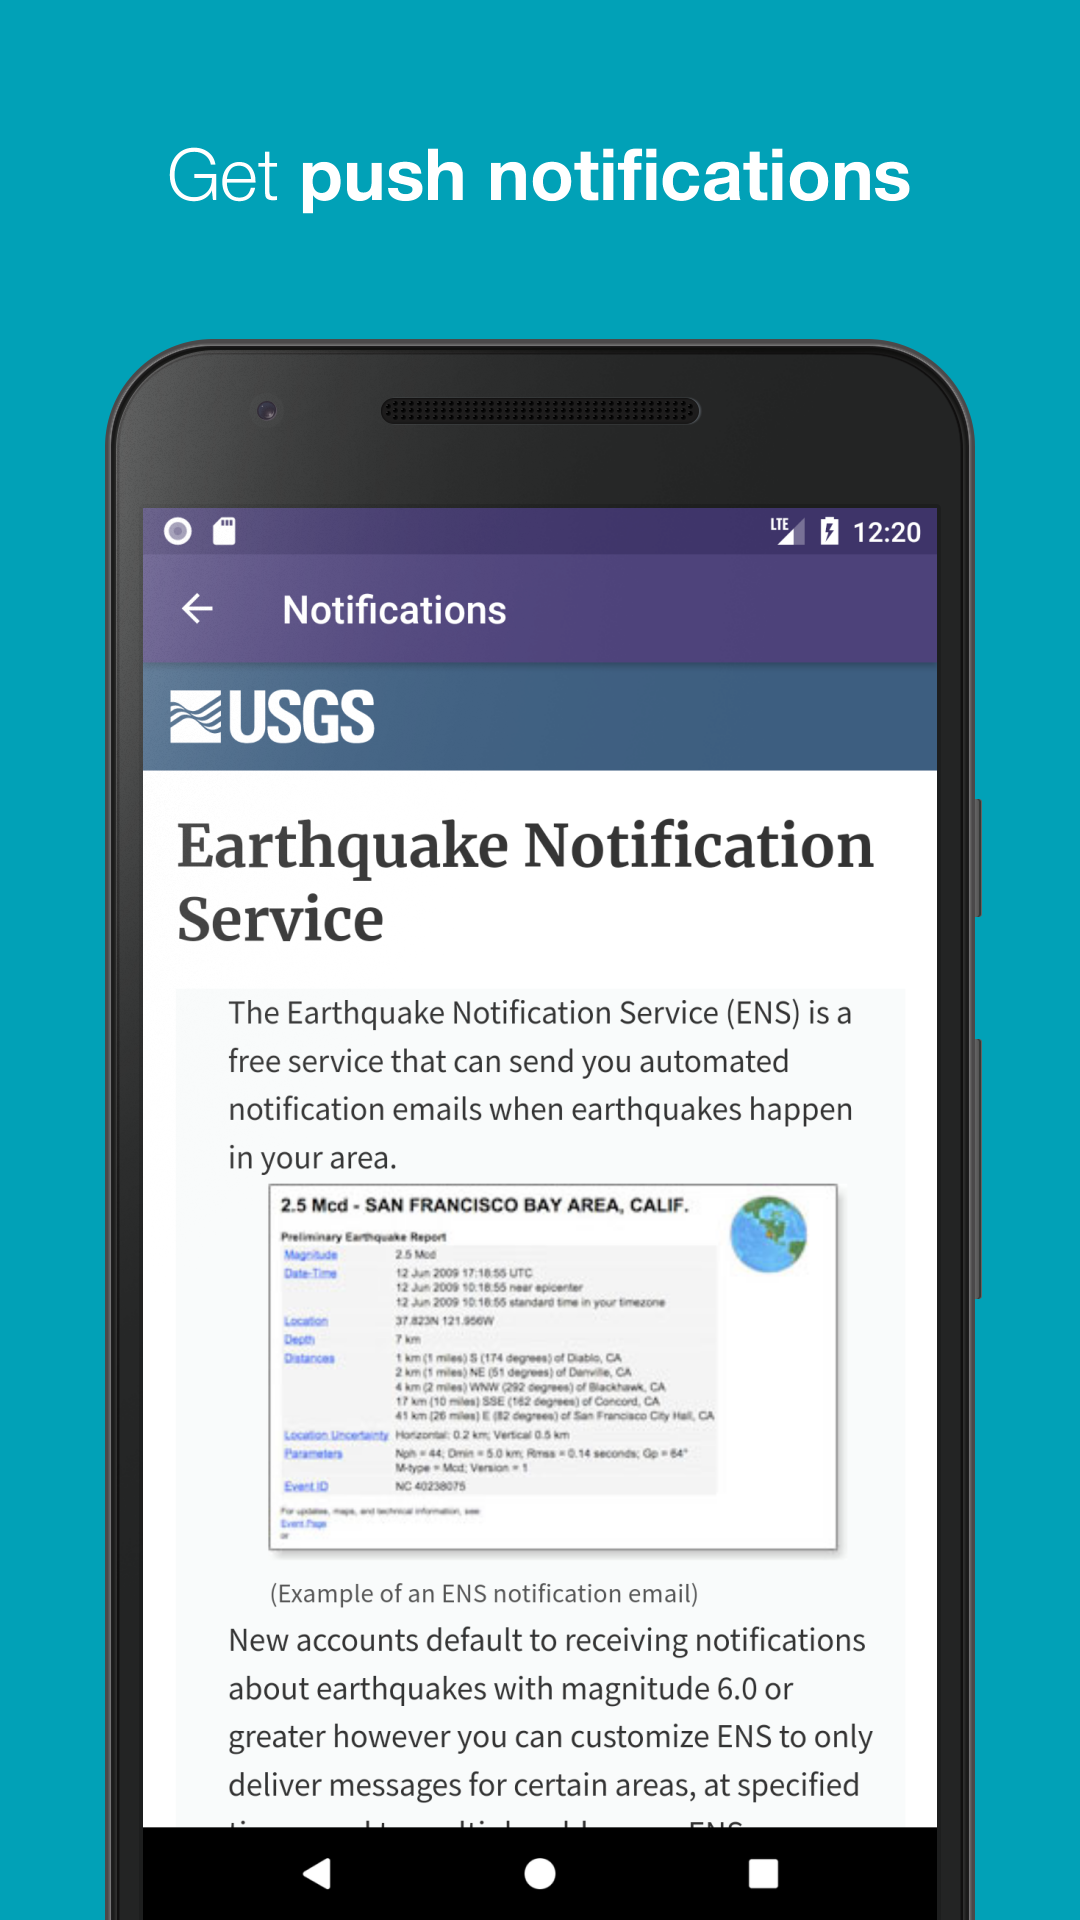 Get push notifications
LTE 12:20
Notifications
USGS
Earthquake Notification
Service
The Earthquake Notification Service (ENS) is a
free service that can send you automated
notification emails when earthquakes happen
in your area.
2.5 Mcd - SAN FRANCISCO BAY AREA, CALIF.
Preliminary Earthquake Report
Magnitude 2.5 Mcd
Date-Time 12 Jun 2009 17:18:55 UTC
12 Jun 2009 10:18:55 near epicenter
12 Jun 2009 10:18:55 standard time in your timezone
Location 37.823N 121.956W
Depth 7 km
Distances 1 km (1 miles) S (174 degrees) of Diablo, CA
2 km (1 miles) NE (51 degrees) of Danville, CA
4 km (2 miles) WNW (292 degrees) of Blackhawk, CA
17 km (10 miles) SSE (162 degrees) of Concord, CA
41 km (26 miles) E (82 degrees) of San Francisco City Hall, CA
Location Uncertainty Horizontal: 0.2 km; Vertical 0.5 km
Parameters Nph = 44; Dmin = 5.0 km; Rmss = 0.14 seconds; Gp = 64°
M-type = Mcd; Version = 1
Event ID NC 40238075
For updates, maps, and technical information, see:
Event Page
or
(Example of an ENS notification email)
New accounts default to receiving notifications
about earthquakes with magnitude 6.0 or
greater however you can customize ENS to only
deliver messages for certain areas, at specified